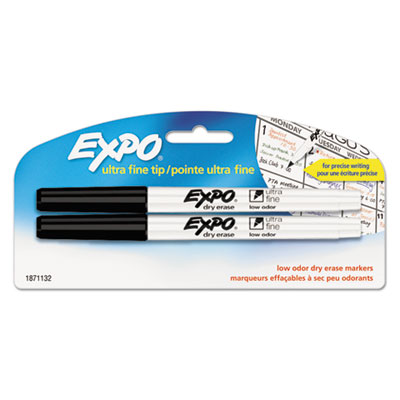 EXPO®
ultra fine tip/pointe ultra fine
MONDAY
TUESDAY
1
for precise writing
pour une écriture précise
EXPO®
dry erase
ultra
fine
low odor
EXPO®
dry erase
ultra
fine
low odor
low odor dry erase markers
marqueurs effaçables à sec peu odorants
1871132